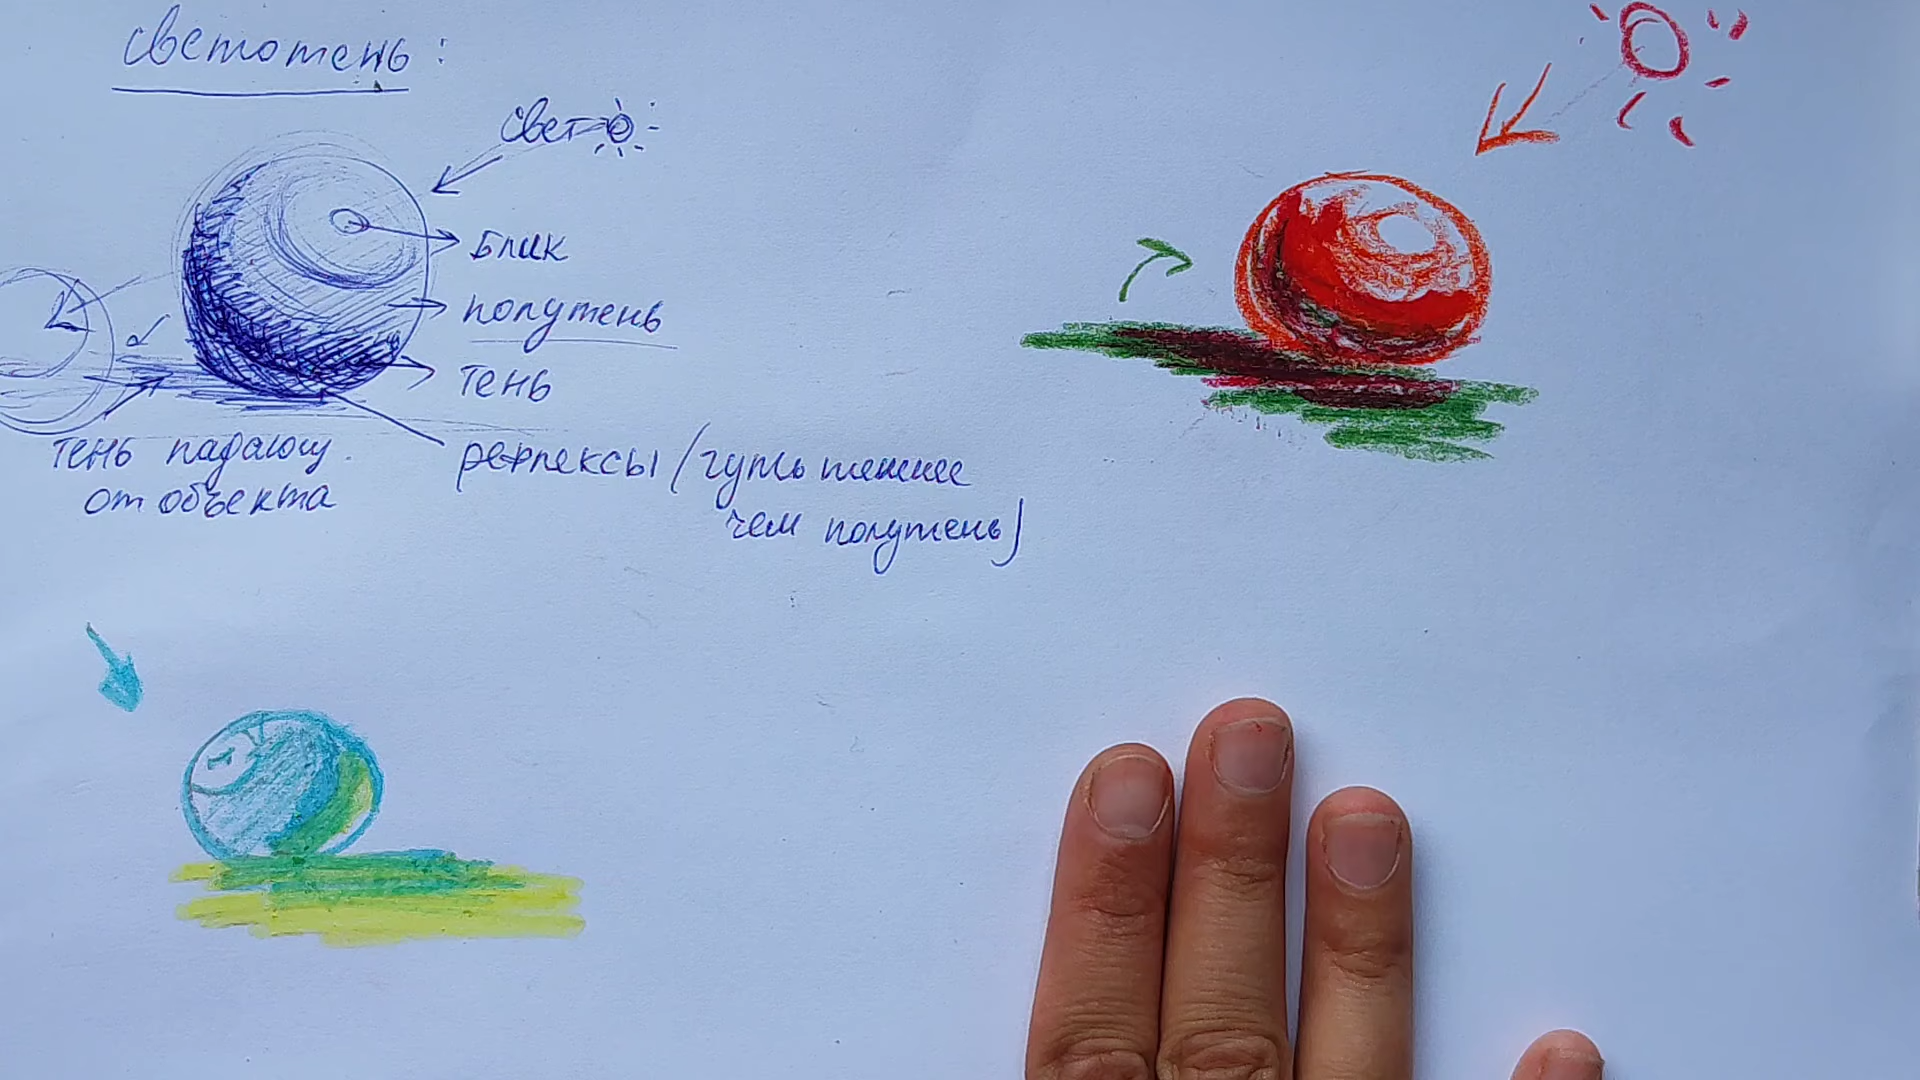 Светотень:
свет
блик
полутень
тень
тень падающ.
от объекта
рефлексы (чуть темнее
чем полутень)